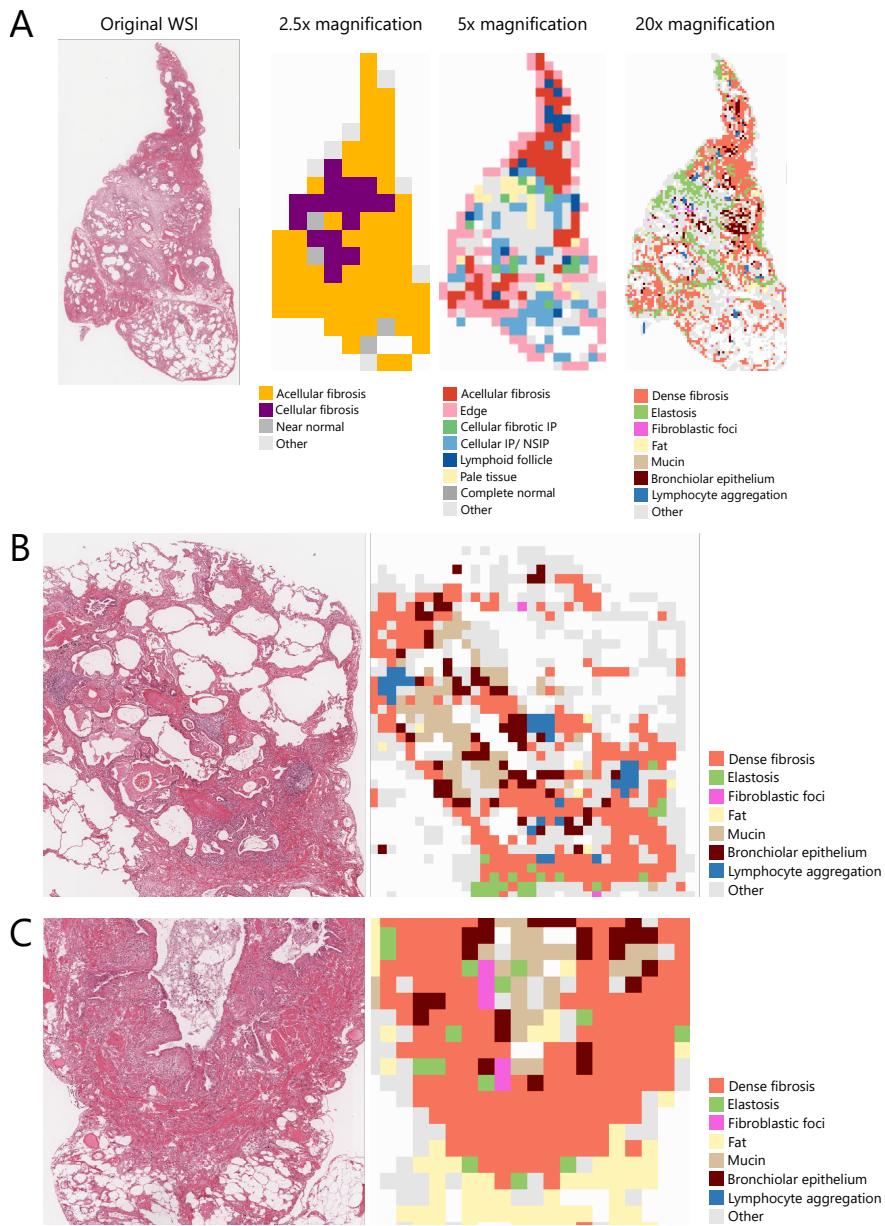 A
Original WSI
2.5x magnification
5x magnification
20x magnification
Acellular fibrosis
Cellular fibrosis
Near normal
Other
Acellular fibrosis
Edge
Cellular fibrotic IP
Cellular IP/ NSIP
Lymphoid follicle
Pale tissue
Complete normal
Other
Dense fibrosis
Elastosis
Fibroblastic foci
Fat
Mucin
Bronchiolar epithelium
Lymphocyte aggregation
Other
B
Dense fibrosis
Elastosis
Fibroblastic foci
Fat
Mucin
Bronchiolar epithelium
Lymphocyte aggregation
Other
C
Dense fibrosis
Elastosis
Fibroblastic foci
Fat
Mucin
Bronchiolar epithelium
Lymphocyte aggregation
Other